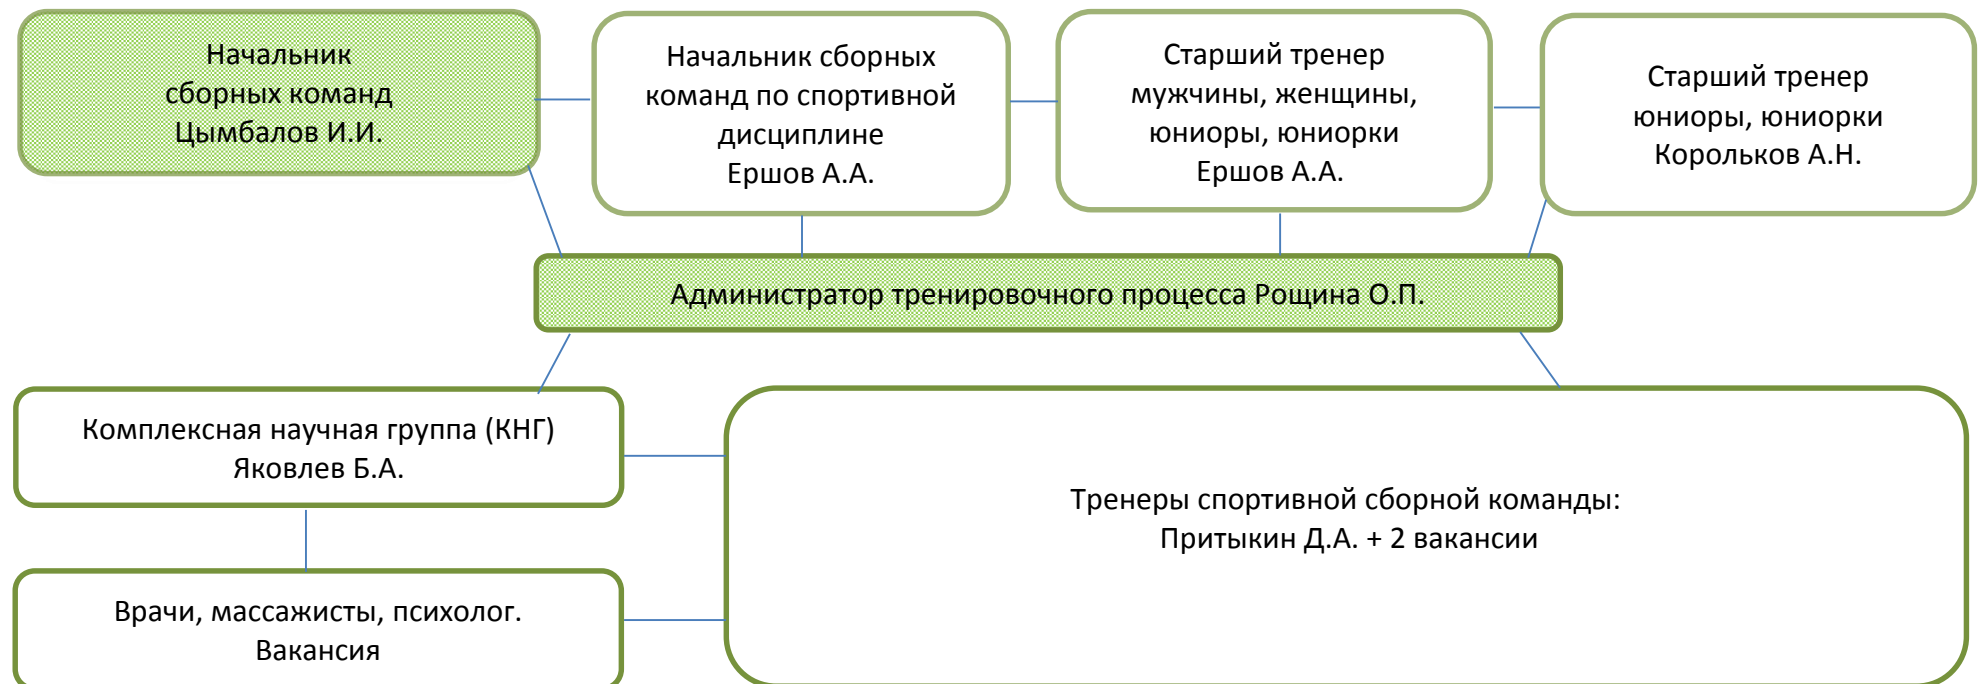 Начальник
сборных команд
Цымбалов И.И.
Начальник сборных
команд по спортивной
дисциплине
Ершов А.А.
Старший тренер
мужчины, женщины,
юниоры, юниорки
Ершов А.А.
Старший тренер
юниоры, юниорки
Корольков А.Н.
Администратор тренировочного процесса Рощина О.П.
Комплексная научная группа (КНГ)
Яковлев Б.А.
Тренеры спортивной сборной команды:
Притыкин Д.А. + 2 вакансии
Врачи, массажисты, психолог.
Вакансия